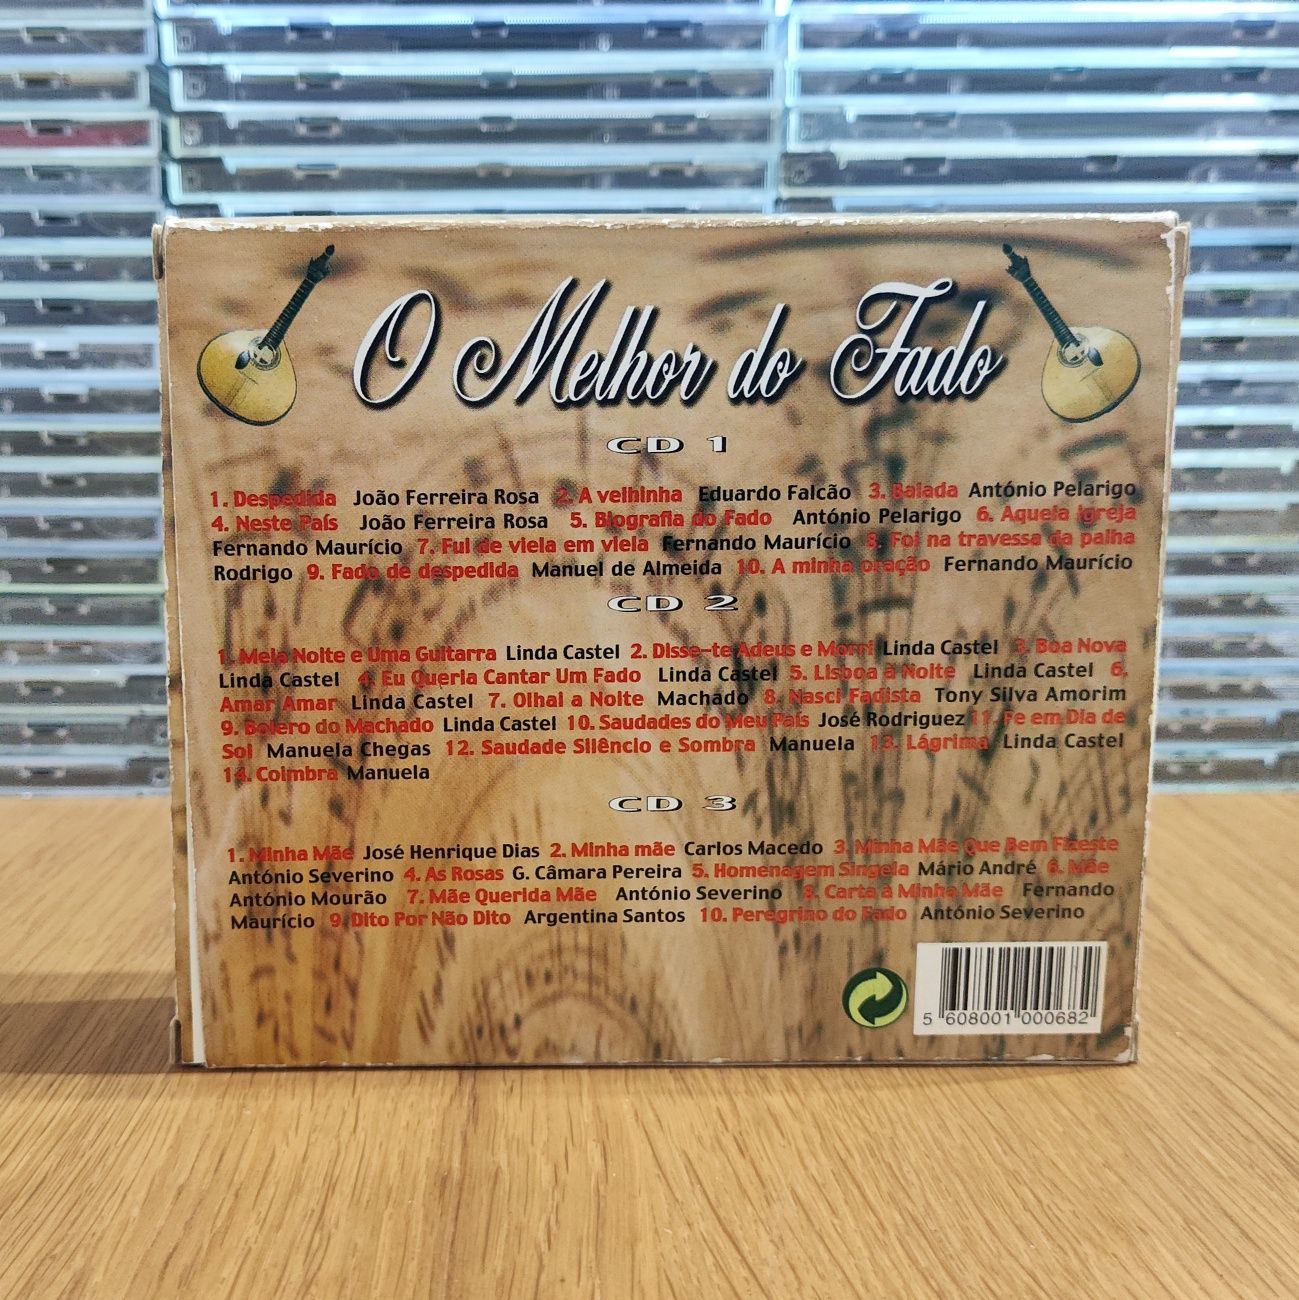 O Melhor do Fado
CD 1
1. Despedida João Ferreira Rosa 2. A velhinha Eduardo Falcão 3. Balada António Pelarigo
4. Neste País João Ferreira Rosa 5. Biografia do Fado António Pelarigo 6. Aquela igreja
Fernando Maurício 7. Fui de viela em viela Fernando Maurício 8. Foi na travessa da palha
Rodrigo 9. Fado de despedida Manuel de Almeida 10. A minha oração Fernando Maurício
CD 2
1. Meia Noite e Uma Guitarra Linda Castel 2. Disse-te Adeus e Morri Linda Castel 3. Boa Nova
Linda Castel 4. Eu Queria Cantar Um Fado Linda Castel 5. Lisboa à Noite Linda Castel 6.
Amar Amar Linda Castel 7. Olhai a Noite Machado 8. Nasci Fadista Tony Silva Amorim
9. Bolero do Machado Linda Castel 10. Saudades do Meu País José Rodriguez 11. Fe em Dia de
Sol Manuela Chegas 12. Saudade Silêncio e Sombra Manuela 13. Lágrima Linda Castel
14. Coimbra Manuela
CD 3
1. Minha Mãe José Henrique Dias 2. Minha mãe Carlos Macedo 3. Minha Mãe Que Bem Fizeste
António Severino 4. As Rosas G. Câmara Pereira 5. Homenagem Singela Mário André 6. Mãe
António Mourão 7. Mãe Querida Mãe António Severino 8. Carta à Minha Mãe Fernando
Maurício 9. Dito Por Não Dito Argentina Santos 10. Peregrino do Fado António Severino
5 608001 000682